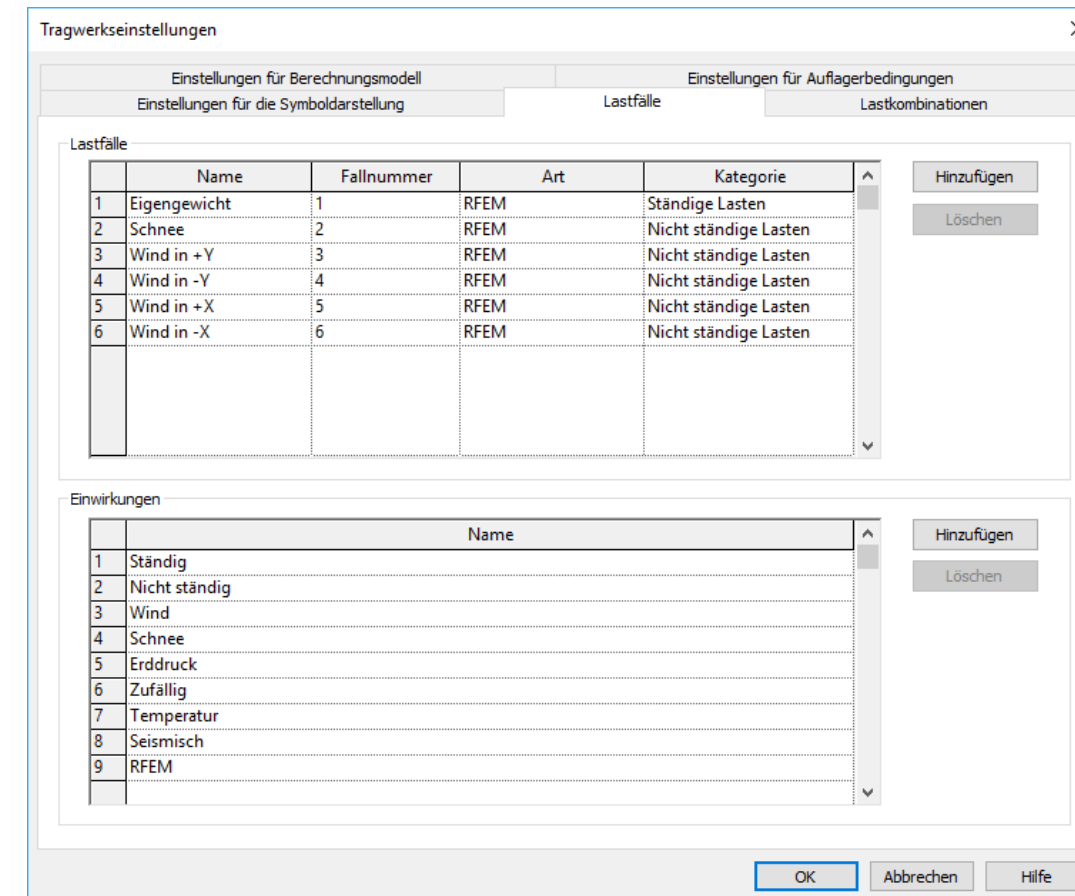 Tragwerkseinstellungen
Einstellungen für Berechnungsmodell Einstellungen für Auflagerbedingungen
Einstellungen für die Symboldarstellung Lastfälle Lastkombinationen
Lastfälle
Name Fallnummer Art Kategorie Hinzufügen
1 Eigengewicht 1 RFEM Ständige Lasten
Löschen
2 Schnee 2 RFEM Nicht ständige Lasten
3 Wind in +Y 3 RFEM Nicht ständige Lasten
4 Wind in -Y 4 RFEM Nicht ständige Lasten
5 Wind in +X 5 RFEM Nicht ständige Lasten
6 Wind in -X 6 RFEM Nicht ständige Lasten
Einwirkungen
Name Hinzufügen
1 Ständig
Löschen
2 Nicht ständig
3 Wind
4 Schnee
5 Erddruck
6 Zufällig
7 Temperatur
8 Seismisch
9 RFEM
OK Abbrechen Hilfe